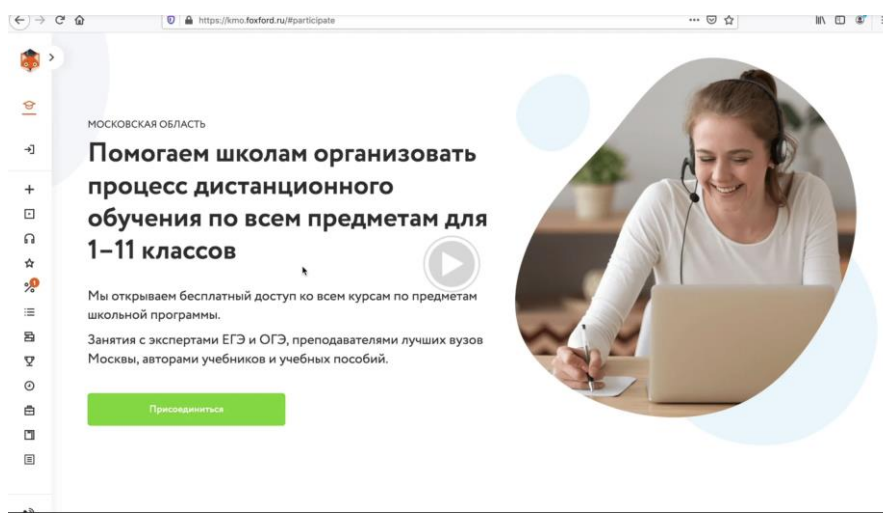 https://kmo.foxford.ru/#participate
МОСКОВСКАЯ ОБЛАСТЬ
Помогаем школам организовать
процесс дистанционного
обучения по всем предметам для
1–11 классов
Мы открываем бесплатный доступ ко всем курсам по предметам
школьной программы.
Занятия с экспертами ЕГЭ и ОГЭ, преподавателями лучших вузов
Москвы, авторами учебников и учебных пособий.
Присоединиться